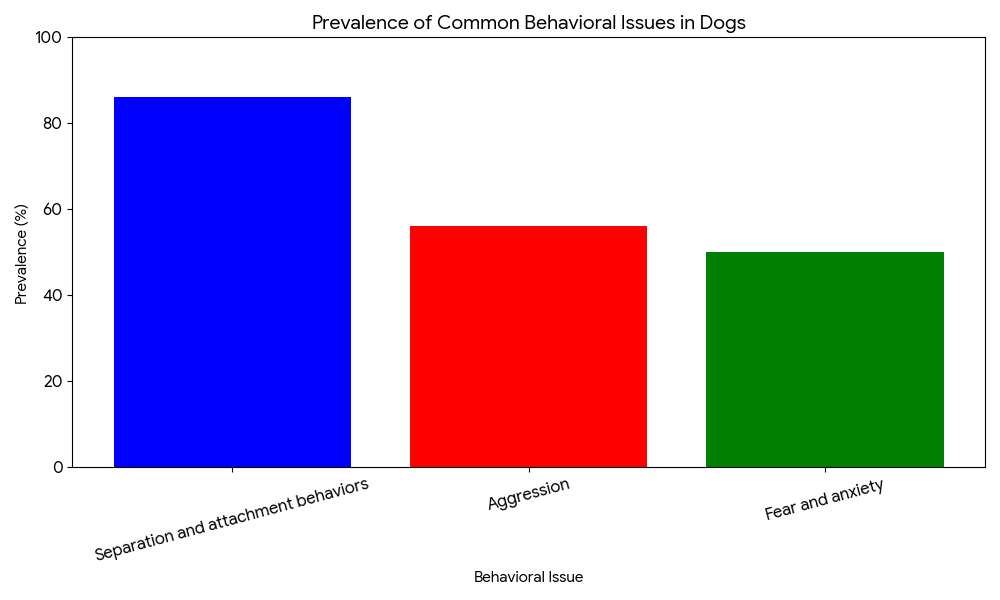 Prevalence of Common Behavioral Issues in Dogs
Prevalence (%)
100
80
60
40
20
0
Separation and attachment behaviors
Aggression
Fear and anxiety
Behavioral Issue